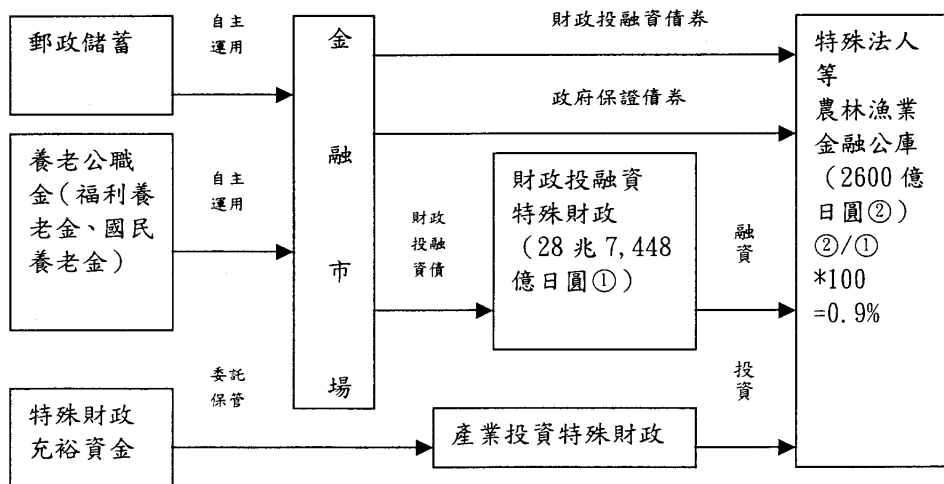 郵政儲蓄
自主
運用
養老公職
金(福利養
老金、國民
養老金)
自主
運用
特殊財政
充裕資金
委託
保管
金
融
市
場
財政投融資債券
政府保證債券
財政
投融
資債
財政投融資
特殊財政
(28 兆 7,448
億日圓①)
融
資
產業投資特殊財政
投
資
特殊法人
等
農林漁業
金融公庫
(2600 億
日圓②)
②/①
*100
=0.9%